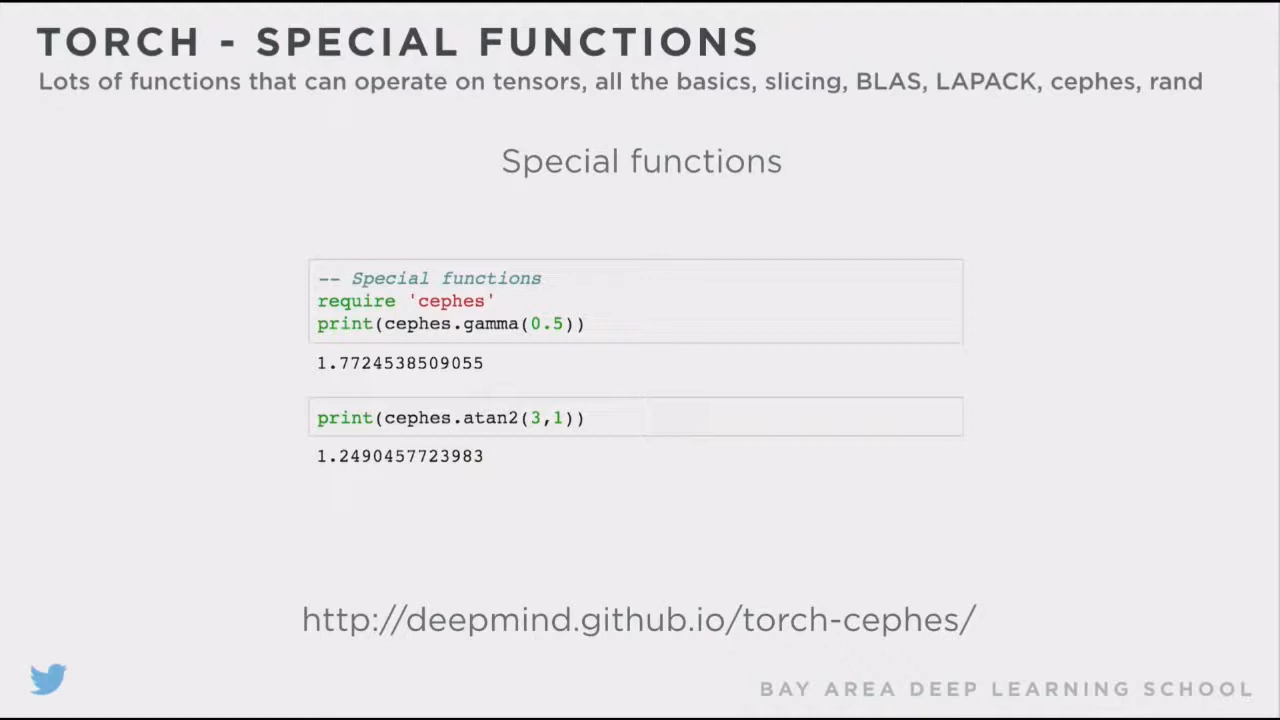 TORCH - SPECIAL FUNCTIONS
Lots of functions that can operate on tensors, all the basics, slicing, BLAS, LAPACK, cephes, rand
Special functions
-- Special functions
require 'cephes'
print(cephes.gamma(0.5))
1.7724538509055
print(cephes.atan2(3,1))
1.2490457723983
http://deepmind.github.io/torch-cephes/
BAY AREA DEEP LEARNING SCHOOL